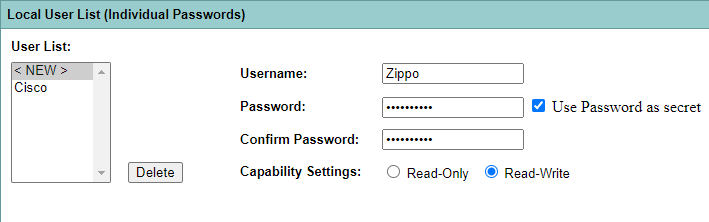 Local User List (Individual Passwords)
User List:
< NEW >
Cisco
Delete
Username: Zippo
Password: •••••••••• Use Password as secret
Confirm Password: ••••••••••
Capability Settings: Read-Only Read-Write